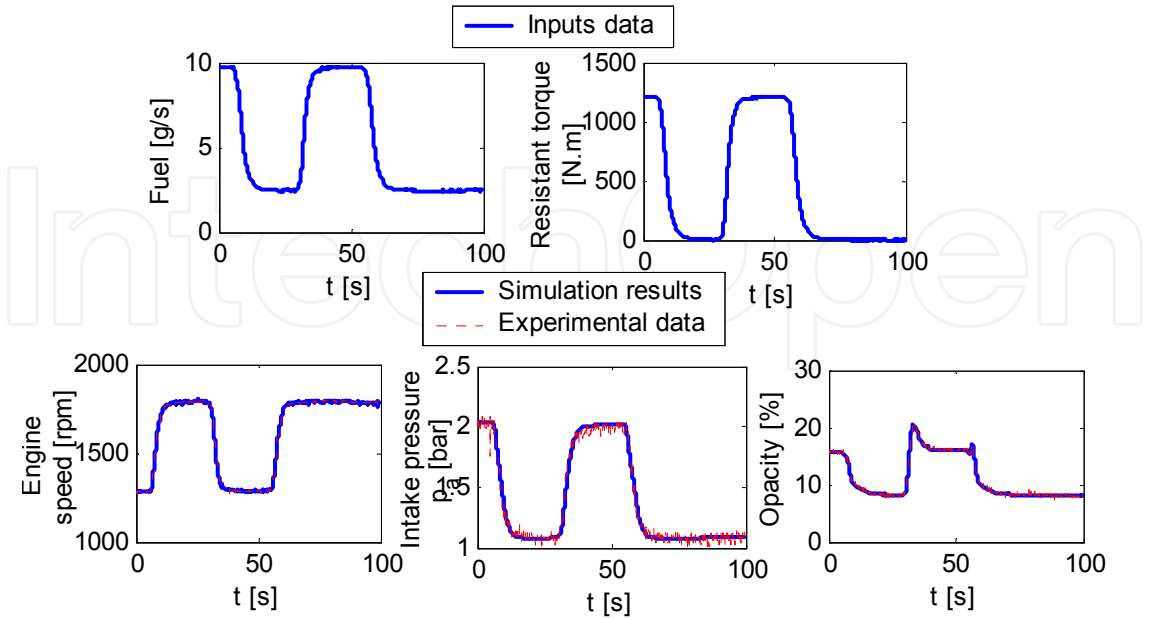 Inputs data
10
5
0
Fuel [g/s]
0 50 100
t [s]
1500
1000
500
0
Resistant torque
[N.m]
0 50 100
t [s]
Simulation results
Experimental data
2000
1500
1000
Engine
speed [rpm]
0 50 100
t [s]
2.5
2
1.5
1
Intake pressure
pa [bar]
0 50 100
t [s]
30
20
10
0
Opacity [%]
0 50 100
t [s]
IntechOpen